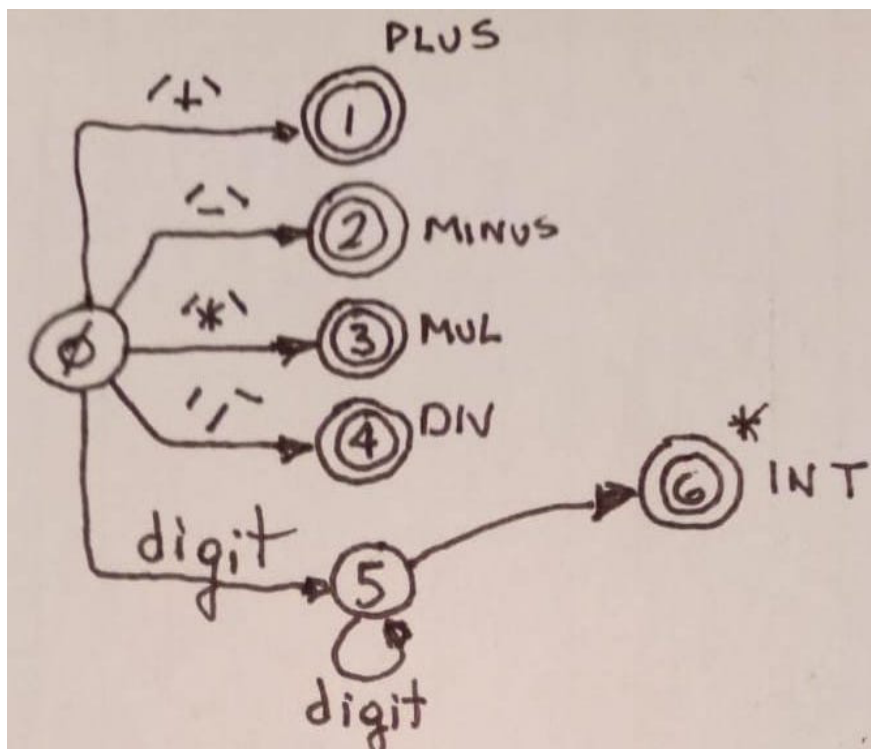 PLUS
'+'
1
'-'
2 MINUS
Ø
'*'
3 MUL
'/'
4 DIV
*
6 INT
digit
5
digit